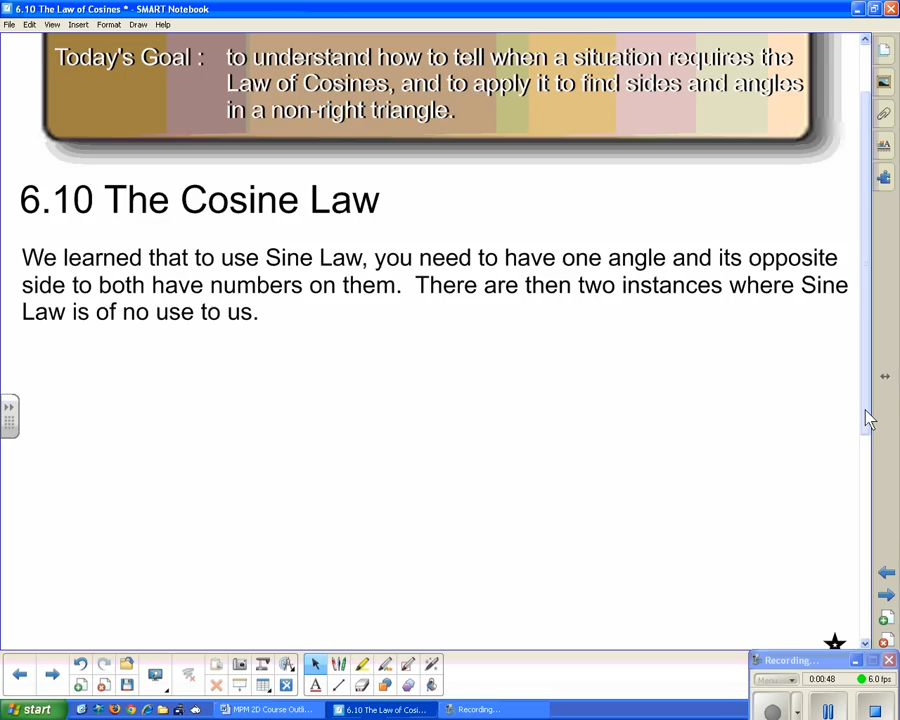 6.10 The Law of Cosines * - SMART Notebook
File Edit View Insert Format Draw Help
Today's Goal : to understand how to tell when a situation requires the
Law of Cosines, and to apply it to find sides and angles
in a non-right triangle.
6.10 The Cosine Law
We learned that to use Sine Law, you need to have one angle and its opposite
side to both have numbers on them. There are then two instances where Sine
Law is of no use to us.
Recording...
Menu
0:00:48
6.0 fps
start
MPM 2D Course Outli...
6.10 The Law of Cosi...
Recording...